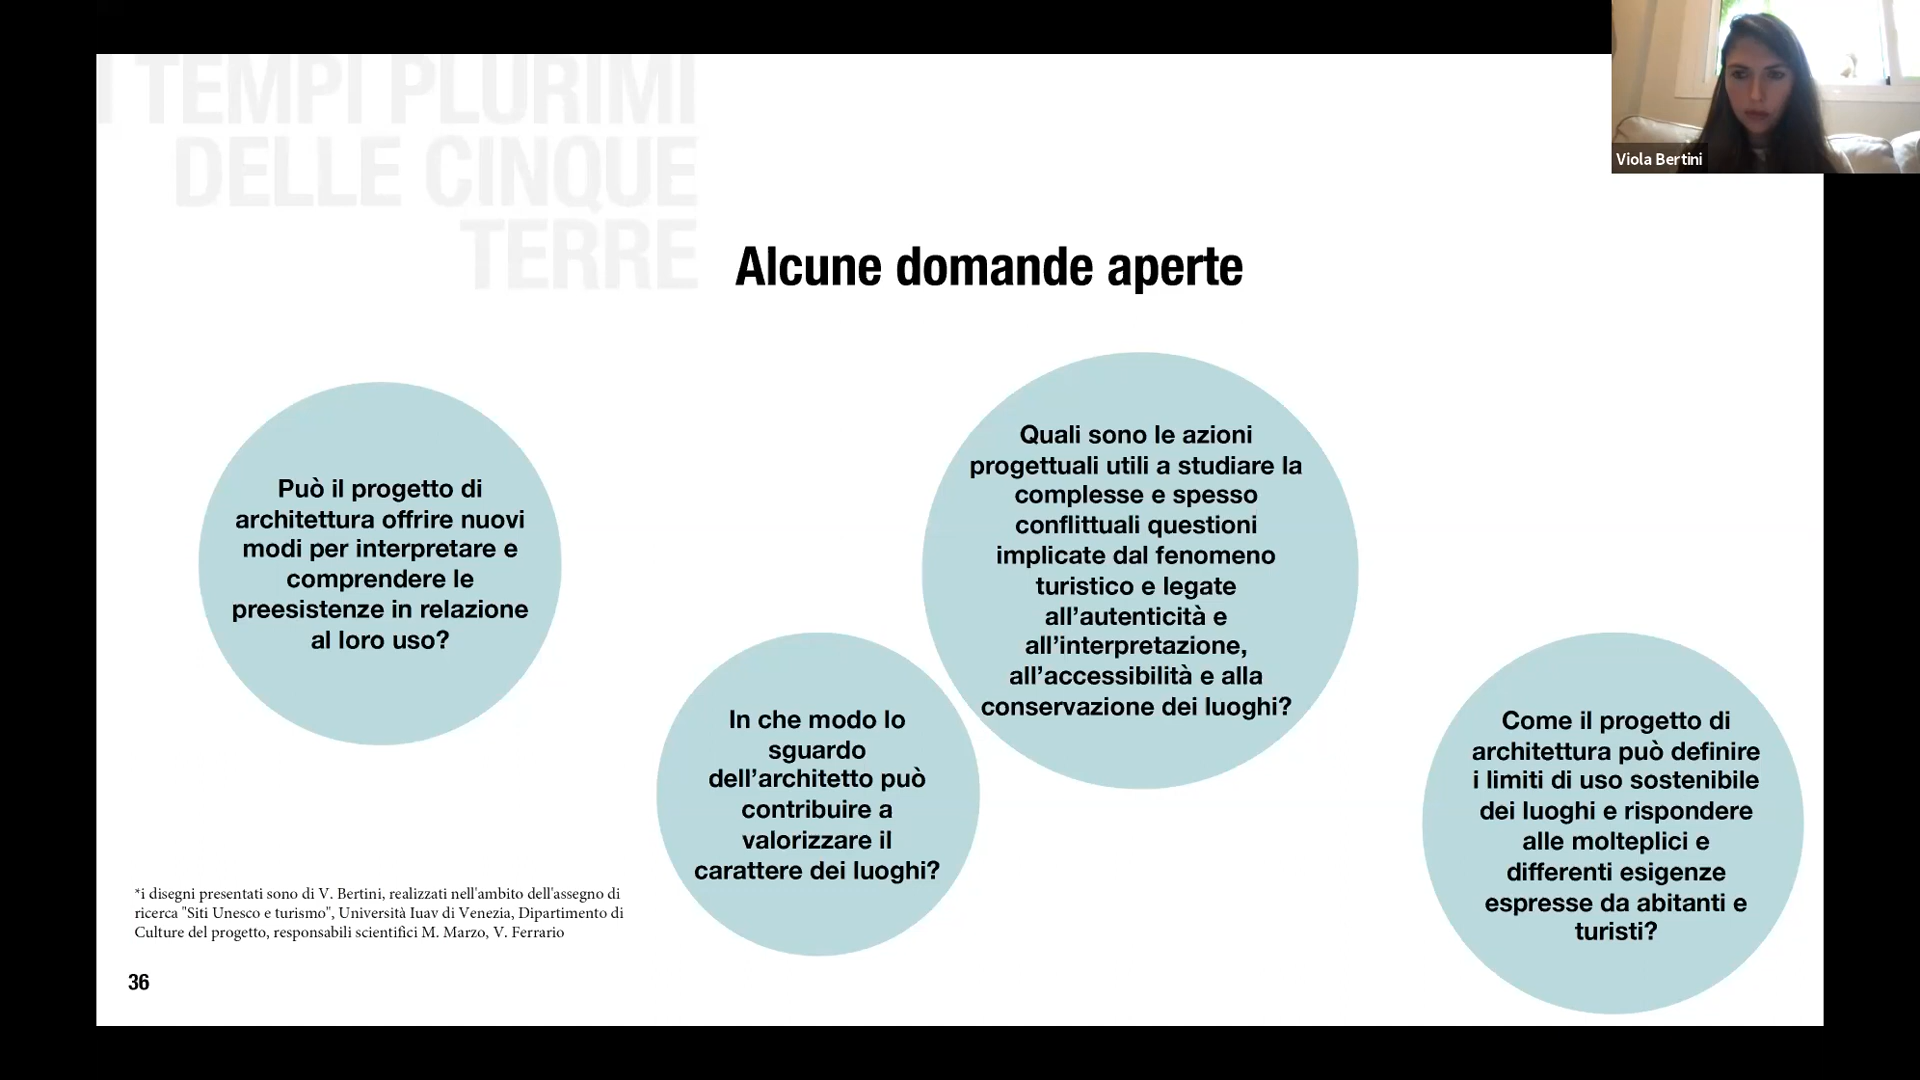 I TEMPI PLURIMI
DELLE CINQUE
TERRE
Viola Bertini
Alcune domande aperte
Può il progetto di
architettura offrire nuovi
modi per interpretare e
comprendere le
preesistenze in relazione
al loro uso?
In che modo lo
sguardo
dell’architetto può
contribuire a
valorizzare il
carattere dei luoghi?
Quali sono le azioni
progettuali utili a studiare la
complesse e spesso
conflittuali questioni
implicate dal fenomeno
turistico e legate
all’autenticità e
all’interpretazione,
all’accessibilità e alla
conservazione dei luoghi?
Come il progetto di
architettura può definire
i limiti di uso sostenibile
dei luoghi e rispondere
alle molteplici e
differenti esigenze
espresse da abitanti e
turisti?
*i disegni presentati sono di V. Bertini, realizzati nell'ambito dell'assegno di
ricerca "Siti Unesco e turismo", Università Iuav di Venezia, Dipartimento di
Culture del progetto, responsabili scientifici M. Marzo, V. Ferrario
36